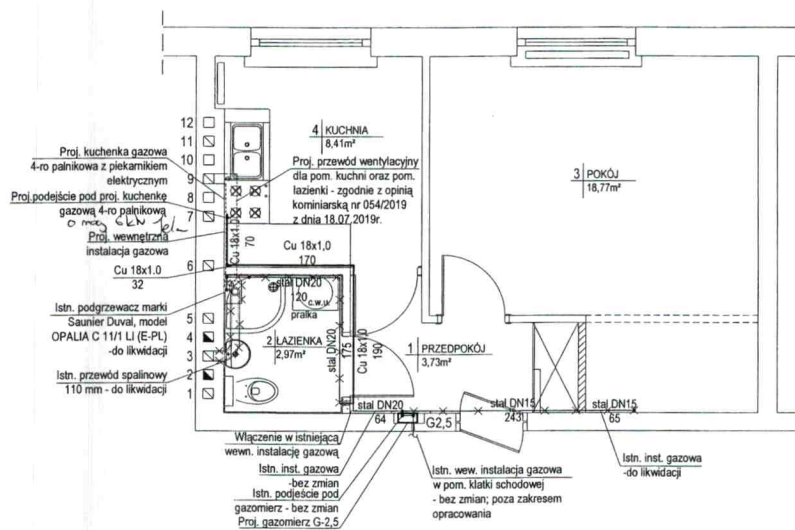 12
11
10
9
8
7
6
5
4
3
2
1
Proj. kuchenka gazowa
4-ro palnikowa z piekarnikiem
elektrycznym
Proj.podejście pod proj. kuchenkę
gazową 4-ro palnikową
o mocy 6kW
Proj. wewnętrzna
instalacja gazowa
Cu 18x1.0
32
Istn. podgrzewacz marki
Saunier Duval, model
OPALIA C 11/1 LI (E-PL)
-do likwidacji
Istn. przewód spalinowy
110 mm - do likwidacji
4 KUCHNIA
8,41m²
Proj. przewód wentylacyjny
dla pom. kuchni oraz pom.
łazienki - zgodnie z opinią
kominiarską nr 054/2019
z dnia 18.07.2019r.
3 POKÓJ
18,77m²
Cu 18x1,0
70
Cu 18x1,0
170
stal DN20
120
c.w.u.
pralka
2 ŁAZIENKA
2,97m²
stal DN20
175
Cu 18x1,0
190
1 PRZEDPOKÓJ
3,73m²
stal DN20
64
G2,5
stal DN15
243
stal DN15
65
Włączenie w istniejącą
wewn. instalację gazową
Istn. inst. gazowa
-bez zmian
Istn. podejście pod
gazomierz - bez zmian
Proj. gazomierz G-2,5
Istn. wew. instalacja gazowa
w pom. klatki schodowej
- bez zmian; poza zakresem
opracowania
Istn. inst. gazowa
-do likwidacji